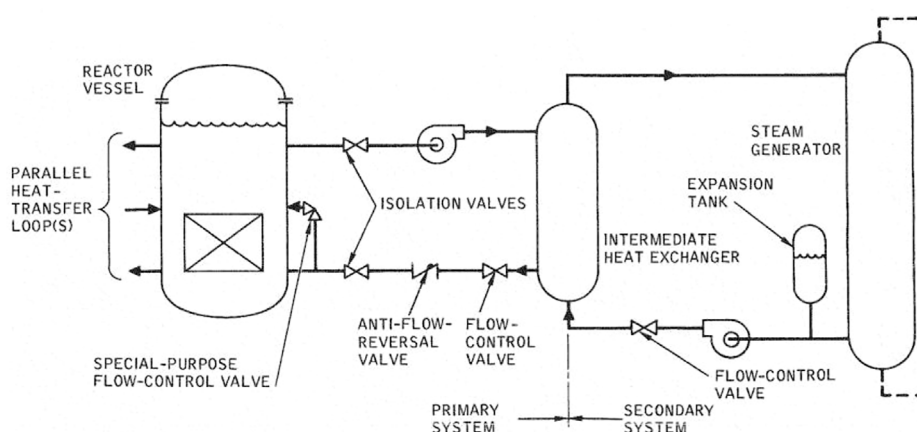 REACTOR
VESSEL
PARALLEL
HEAT-
TRANSFER
LOOP(S)
ISOLATION VALVES
STEAM
GENERATOR
EXPANSION
TANK
INTERMEDIATE
HEAT EXCHANGER
SPECIAL-PURPOSE
FLOW-CONTROL VALVE
ANTI-FLOW-
REVERSAL
VALVE
FLOW-
CONTROL
VALVE
FLOW-CONTROL
VALVE
PRIMARY
SYSTEM
SECONDARY
SYSTEM